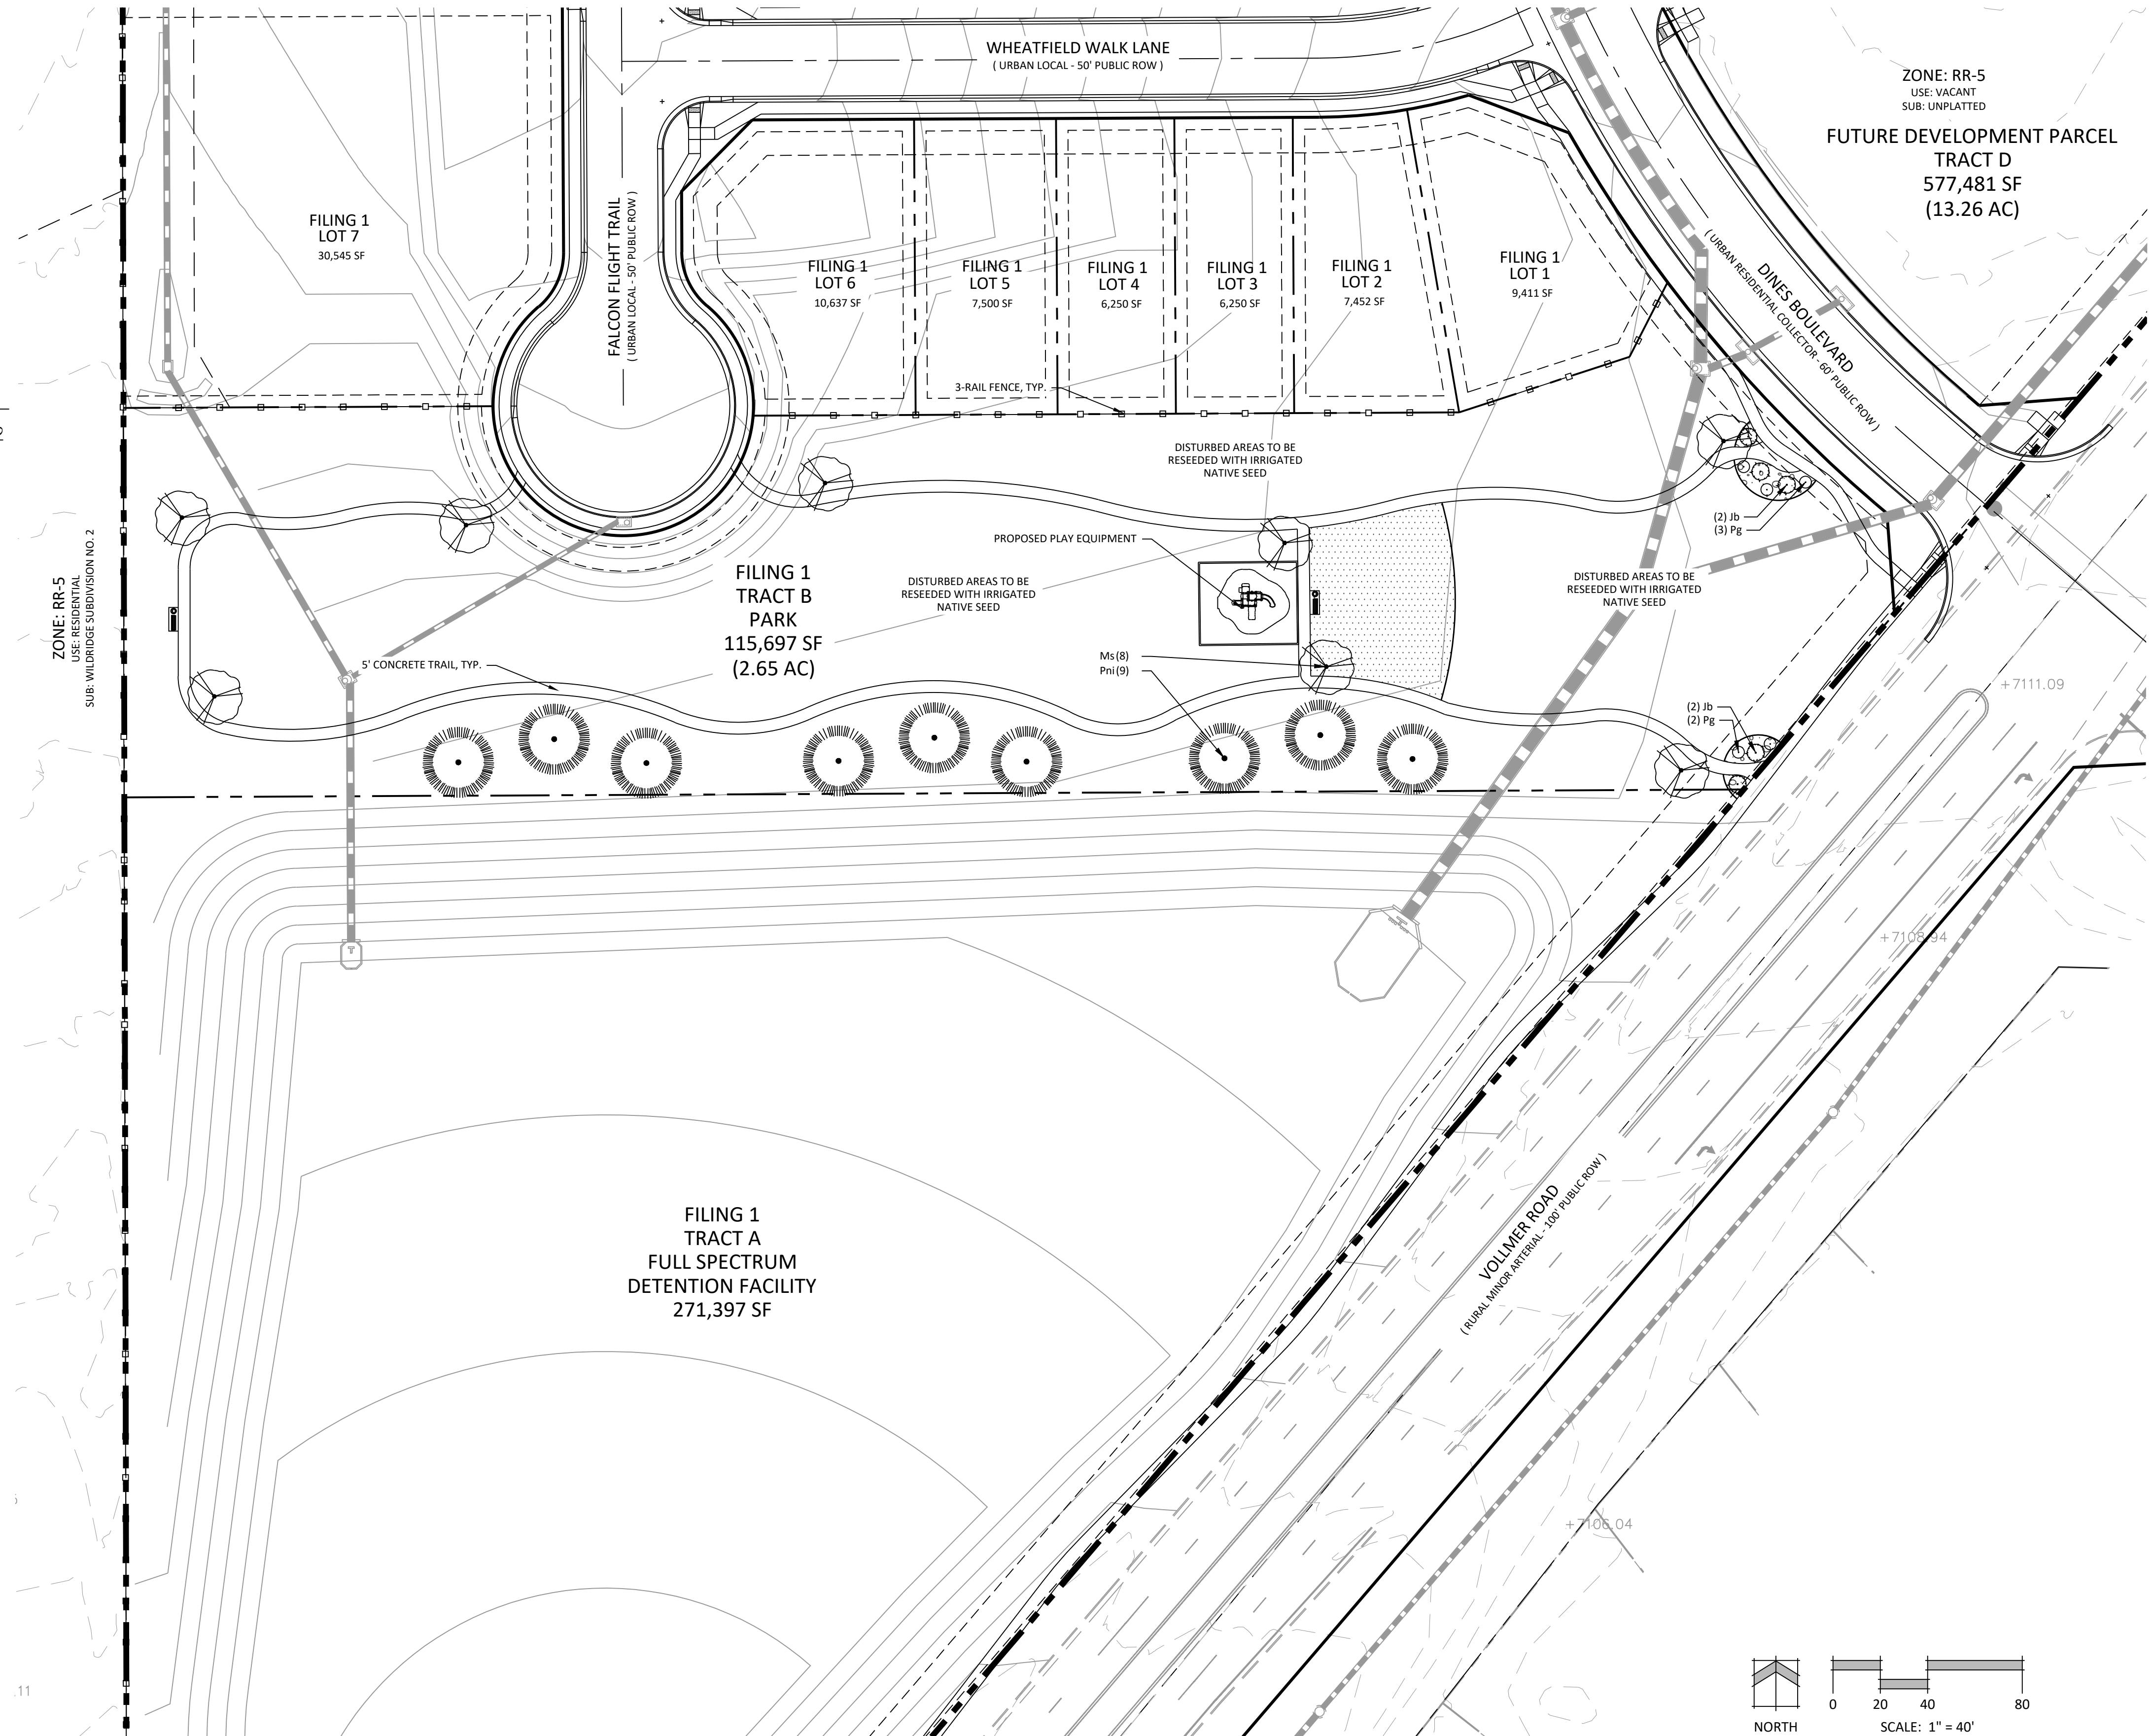 WHEATFIELD WALK LANE
( URBAN LOCAL - 50' PUBLIC ROW )
ZONE: RR-5
USE: VACANT
SUB: UNPLATTED
FUTURE DEVELOPMENT PARCEL
TRACT D
577,481 SF
(13.26 AC)
FILING 1
LOT 7
30,545 SF
FALCON FLIGHT TRAIL
( URBAN LOCAL - 50' PUBLIC ROW )
FILING 1
LOT 6
10,637 SF
FILING 1
LOT 5
7,500 SF
FILING 1
LOT 4
6,250 SF
FILING 1
LOT 3
6,250 SF
FILING 1
LOT 2
7,452 SF
FILING 1
LOT 1
9,411 SF
DINES BOULEVARD
( URBAN RESIDENTIAL COLLECTOR - 60' PUBLIC ROW )
3-RAIL FENCE, TYP.
DISTURBED AREAS TO BE
RESEEDED WITH IRRIGATED
NATIVE SEED
(2) Jb
(3) Pg
PROPOSED PLAY EQUIPMENT
ZONE: RR-5
USE: RESIDENTIAL
SUB: WILDRIDGE SUBDIVISION NO. 2
FILING 1
TRACT B
PARK
115,697 SF
(2.65 AC)
DISTURBED AREAS TO BE
RESEEDED WITH IRRIGATED
NATIVE SEED
DISTURBED AREAS TO BE
RESEEDED WITH IRRIGATED
NATIVE SEED
5' CONCRETE TRAIL, TYP.
Ms (8)
Pni (9)
+7111.09
(2) Jb
(2) Pg
+7108.94
FILING 1
TRACT A
FULL SPECTRUM
DETENTION FACILITY
271,397 SF
VOLLMER ROAD
( RURAL MINOR ARTERIAL - 100' PUBLIC ROW )
+7106.04
.11
0 20 40 80
NORTH
SCALE: 1" = 40'